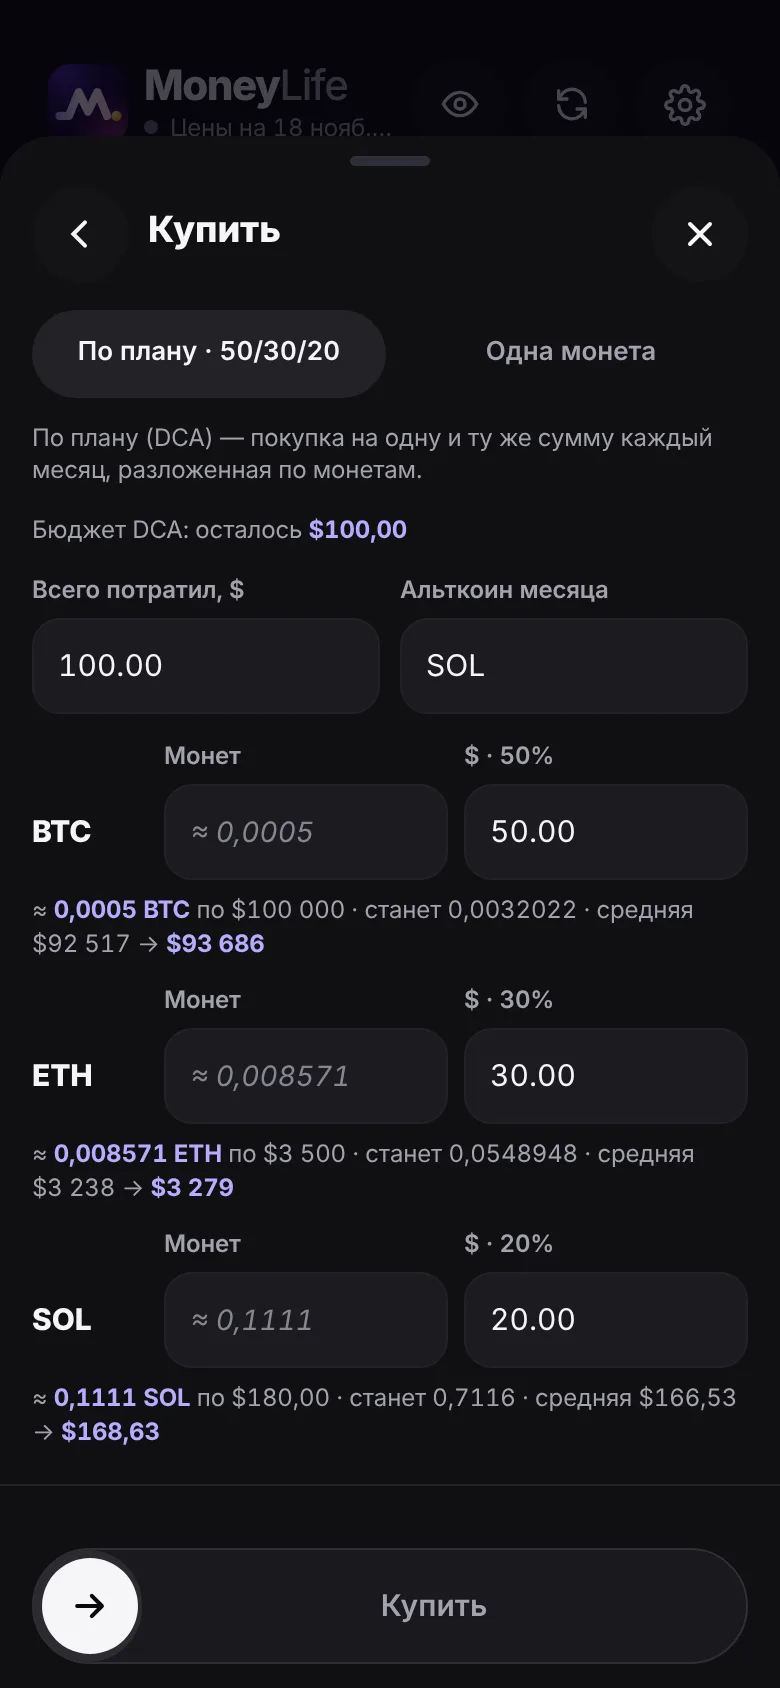 MoneyLife
Цены на 18 нояб....
Купить
По плану · 50/30/20
Одна монета
По плану (DCA) — покупка на одну и ту же сумму каждый
месяц, разложенная по монетам.
Бюджет DCA: осталось $100,00
Всего потратил, $
Альткоин месяца
100.00
SOL
Монет
$ · 50%
BTC
≈ 0,0005
50.00
≈ 0,0005 BTC по $100 000 · станет 0,0032022 · средняя
$92 517 → $93 686
Монет
$ · 30%
ETH
≈ 0,008571
30.00
≈ 0,008571 ETH по $3 500 · станет 0,0548948 · средняя
$3 238 → $3 279
Монет
$ · 20%
SOL
≈ 0,1111
20.00
≈ 0,1111 SOL по $180,00 · станет 0,7116 · средняя $166,53
→ $168,63
Купить